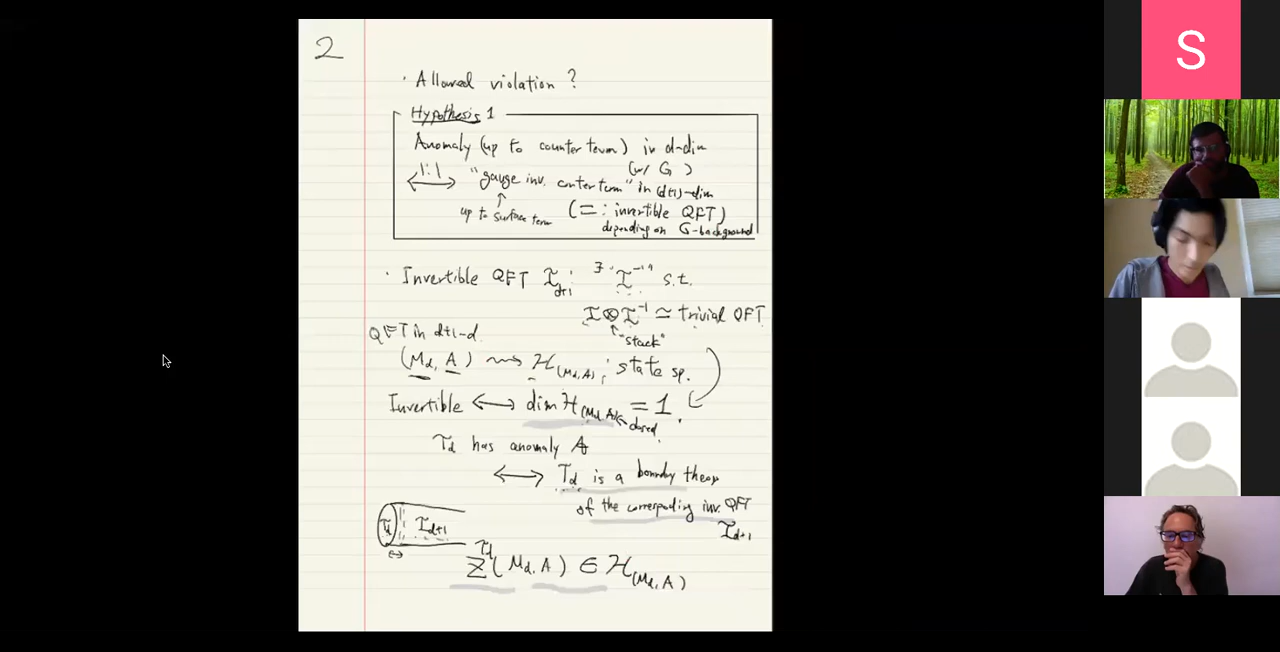 2
· Allowed violation ?
Hypothesis 1
Anomaly (up to counter term) in d-dim
(w/ G )
⟷ 1:1 "gauge inv. conter term" in (d+1)-dim
↑
up to surface term ( =: invertible QFT)
depending on G-background
· Invertible QFT I_{d+1} : ∃ "I^{-1}" s.t.
I ⊗ I^{-1} ≃ trivial QFT
↑ "stack"
QFT in d+1-d
(M_d, A) ⇝ H_{(M_d, A)} ; state sp.
Invertible ⟷ dim H_{(M_d, A)} = 1.
closed
T_d has anomaly A
⟷ T_d is a boundy theory
of the correspondig inv. QFT
I_{d+1}
T_d I_{d+1}
↔
Z^{T_d} (M_d, A) ∈ H_{(M_d, A)}
S